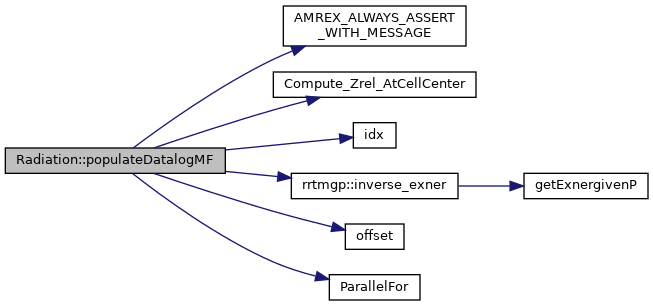 AMREX_ALWAYS_ASSERT
_WITH_MESSAGE
Compute_Zrel_AtCellCenter
Radiation::populateDatalogMF
idx
rrtmgp::inverse_exner
getExnergivenP
offset
ParallelFor